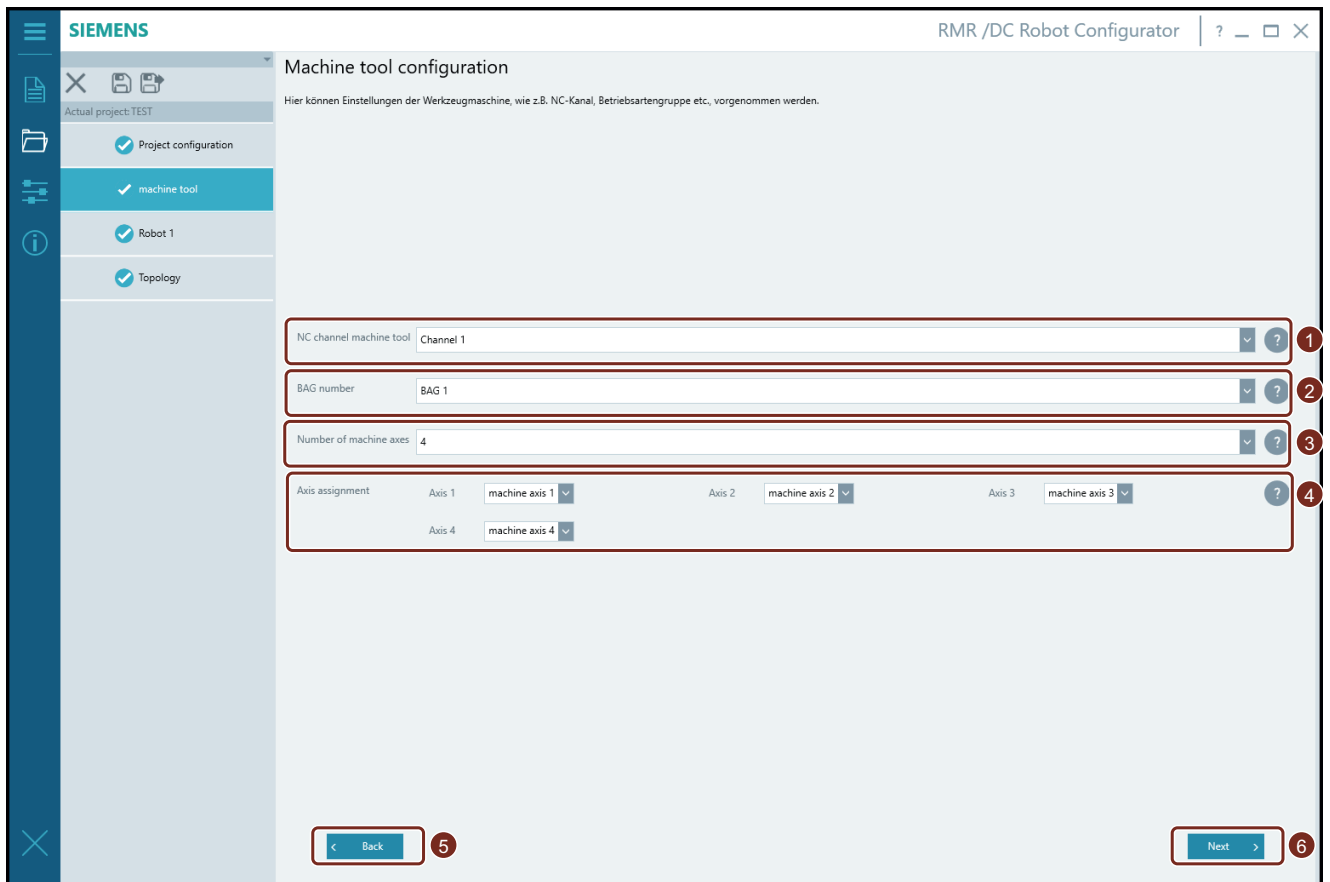 SIEMENS
RMR /DC Robot Configurator
?
Machine tool configuration
Hier können Einstellungen der Werkzeugmaschine, wie z.B. NC-Kanal, Betriebsartengruppe etc., vorgenommen werden.
Actual project: TEST
Project configuration
machine tool
Robot 1
Topology
NC channel machine tool Channel 1 ? 1
BAG number BAG 1 ? 2
Number of machine axes 4 ? 3
Axis assignment Axis 1 machine axis 1 Axis 2 machine axis 2 Axis 3 machine axis 3 ? 4
Axis 4 machine axis 4
< Back 5
Next > 6